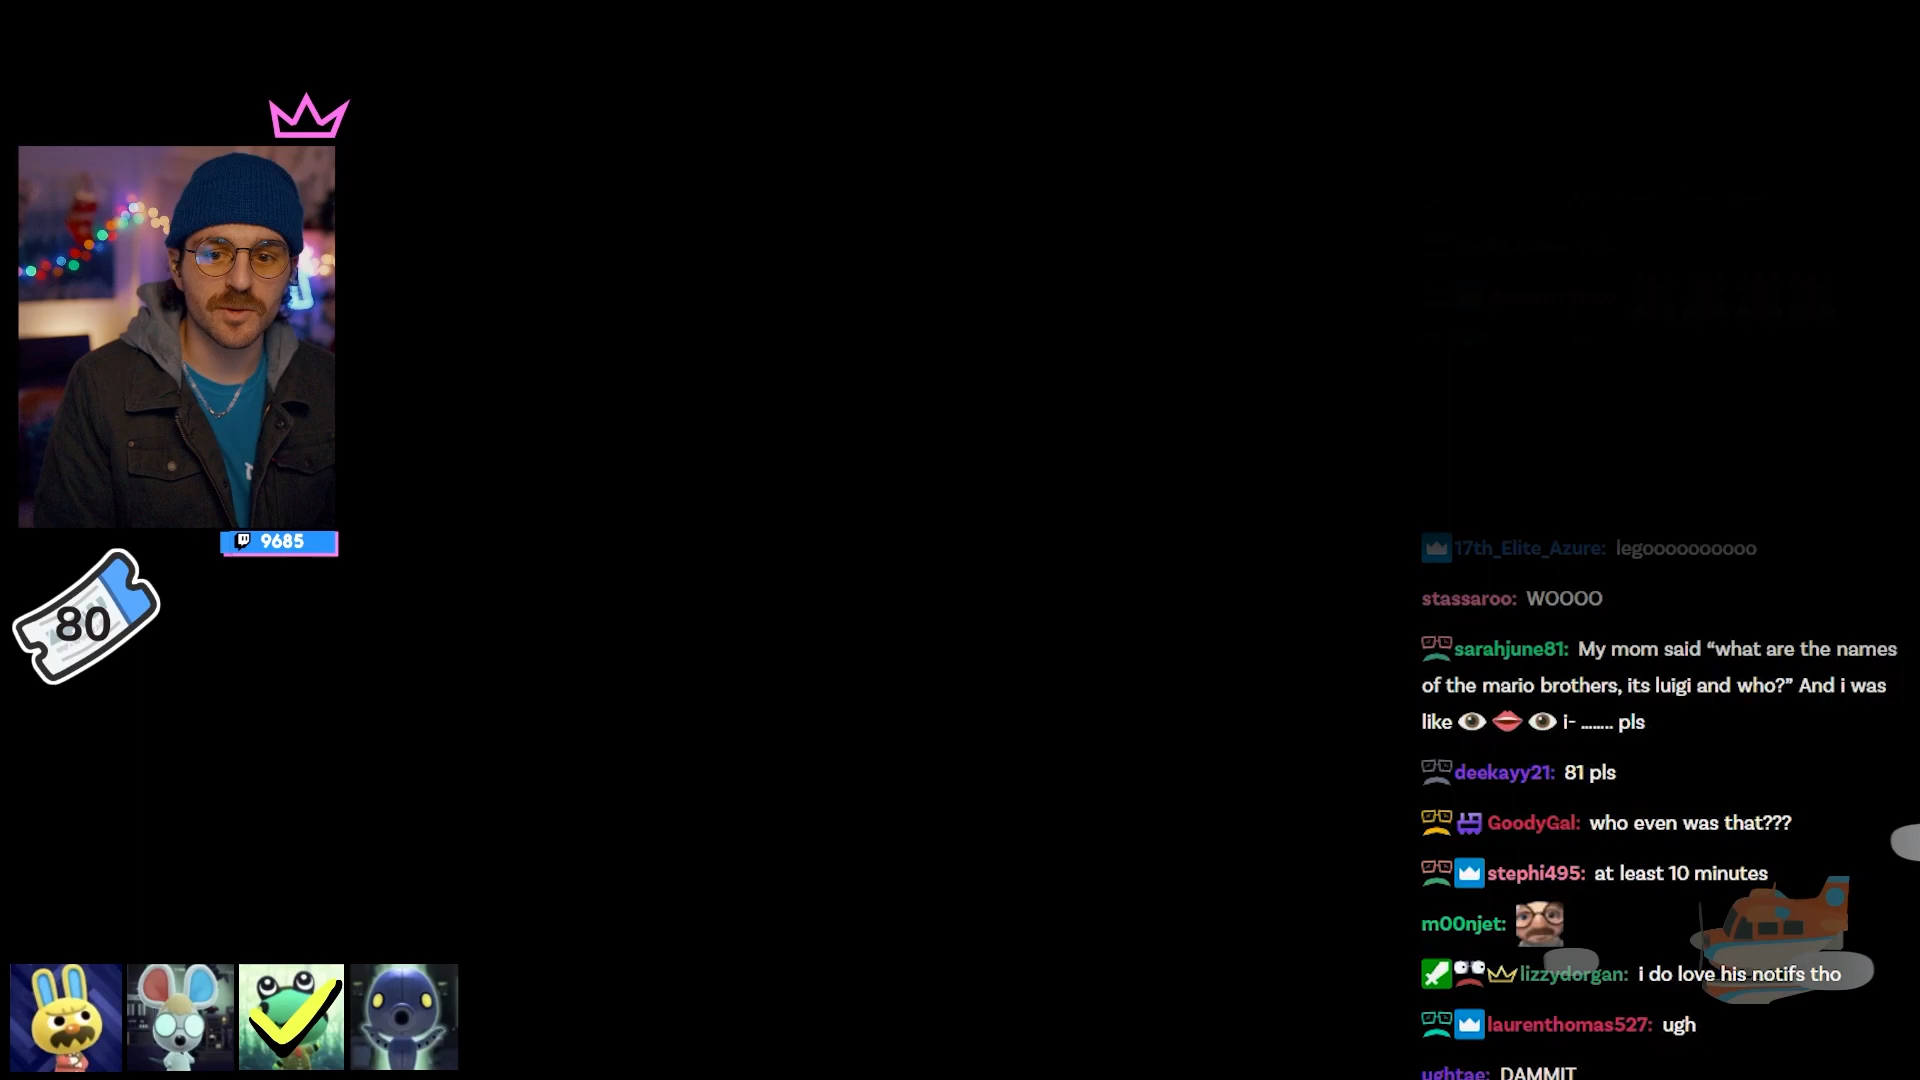 9685
80
17th_Elite_Azure: legoooooooooo
stassaroo: WOOOO
sarahjune81: My mom said “what are the names
of the mario brothers, its luigi and who?” And i was
like 👁️ 👄 👁️ i- ........ pls
deekayy21: 81 pls
GoodyGal: who even was that???
stephi495: at least 10 minutes
m00njet:
lizzydorgan: i do love his notifs tho
laurenthomas527: ugh
ughtae: DAMMIT